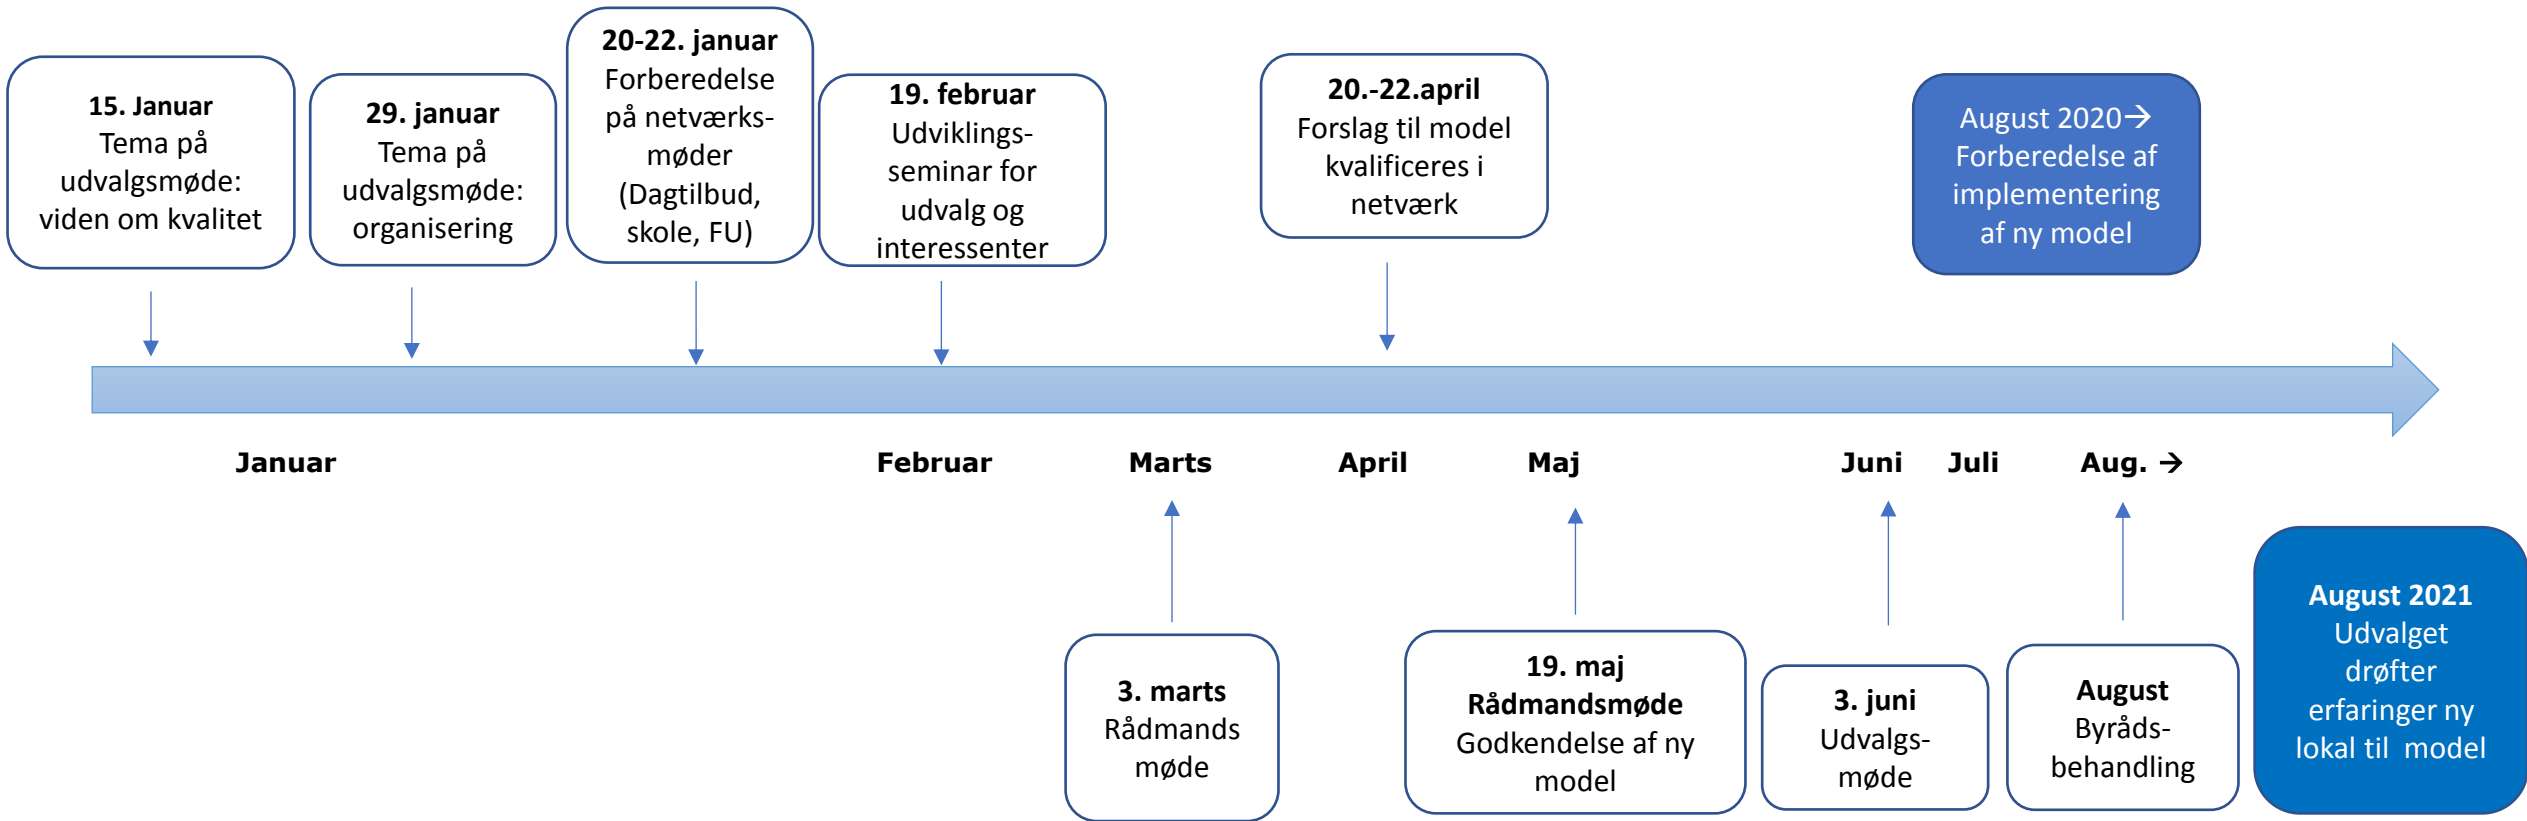 15. Januar
Tema på
udvalgsmøde:
viden om kvalitet
29. januar
Tema på
udvalgsmøde:
organisering
20-22. januar
Forberedelse
på netværks-
møder
(Dagtilbud,
skole, FU)
19. februar
Udviklings-
seminar for
udvalg og
interessenter
20.-22.april
Forslag til model
kvalificeres i
netværk
August 2020→
Forberedelse af
implementering
af ny model
Januar
Februar
Marts
April
Maj
Juni
Juli
Aug. →
3. marts
Rådmands
møde
19. maj
Rådmandsmøde
Godkendelse af ny
model
3. juni
Udvalgs-
møde
August
Byråds-
behandling
August 2021
Udvalget
drøfter
erfaringer ny
lokal til  model